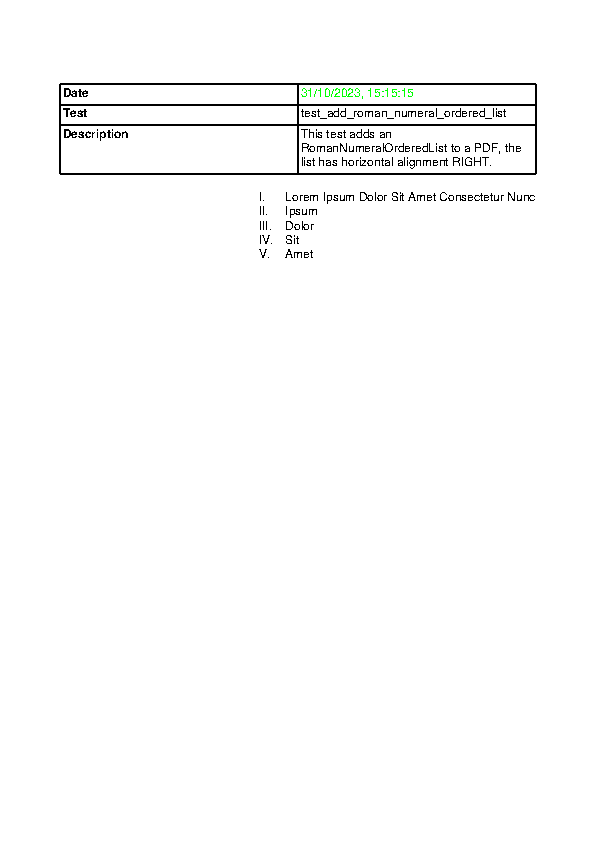 Date 31/10/2023, 15:15:15
Test test_add_roman_numeral_ordered_list
Description This test adds an
RomanNumeralOrderedList to a PDF, the
list has horizontal alignment RIGHT.
I. Lorem Ipsum Dolor Sit Amet Consectetur Nunc
II. Ipsum
III. Dolor
IV. Sit
V. Amet